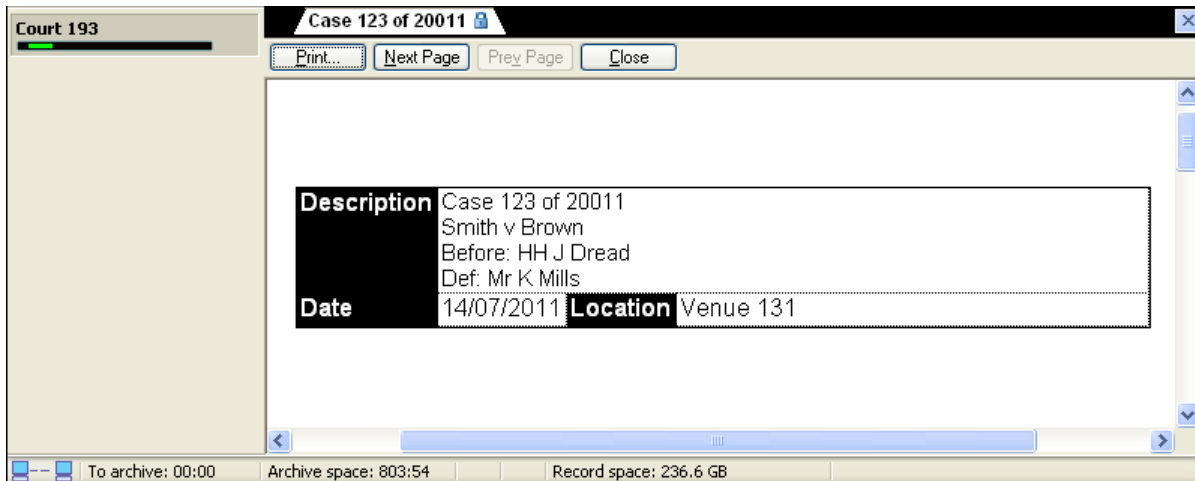 Court 193
Case 123 of 20011
Print... Next Page Prev Page Close
Description Case 123 of 20011
Smith v Brown
Before: HH J Dread
Def: Mr K Mills
Date 14/07/2011 Location Venue 131
To archive: 00:00 Archive space: 803:54 Record space: 236.6 GB